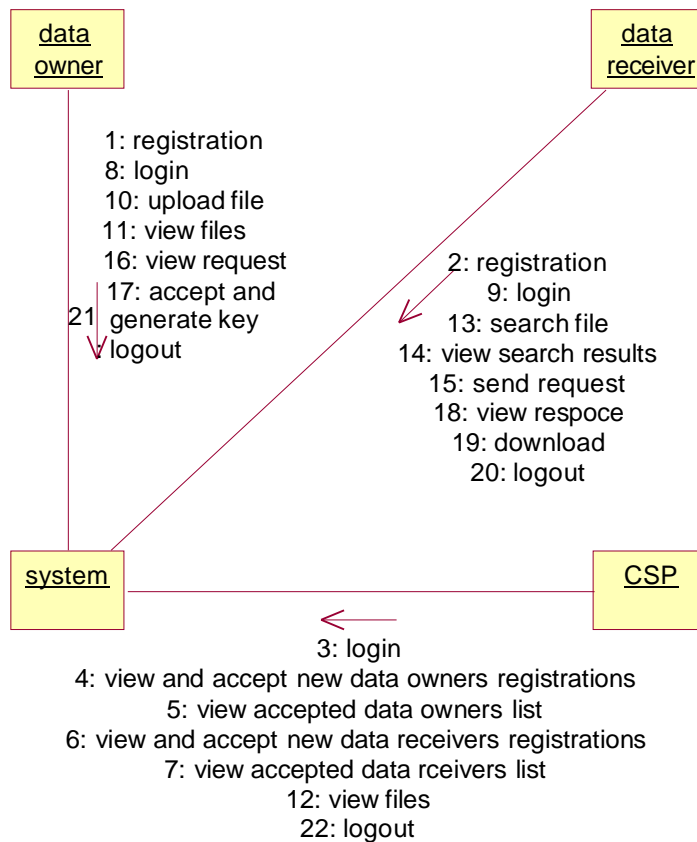 data
owner
data
receiver
1: registration
8: login
10: upload file
11: view files
16: view request
17: accept and
generate key
21
: logout
2: registration
9: login
13: search file
14: view search results
15: send request
18: view respoce
19: download
20: logout
system
CSP
3: login
4: view and accept new data owners registrations
5: view accepted data owners list
6: view and accept new data receivers registrations
7: view accepted data rceivers list
12: view files
22: logout